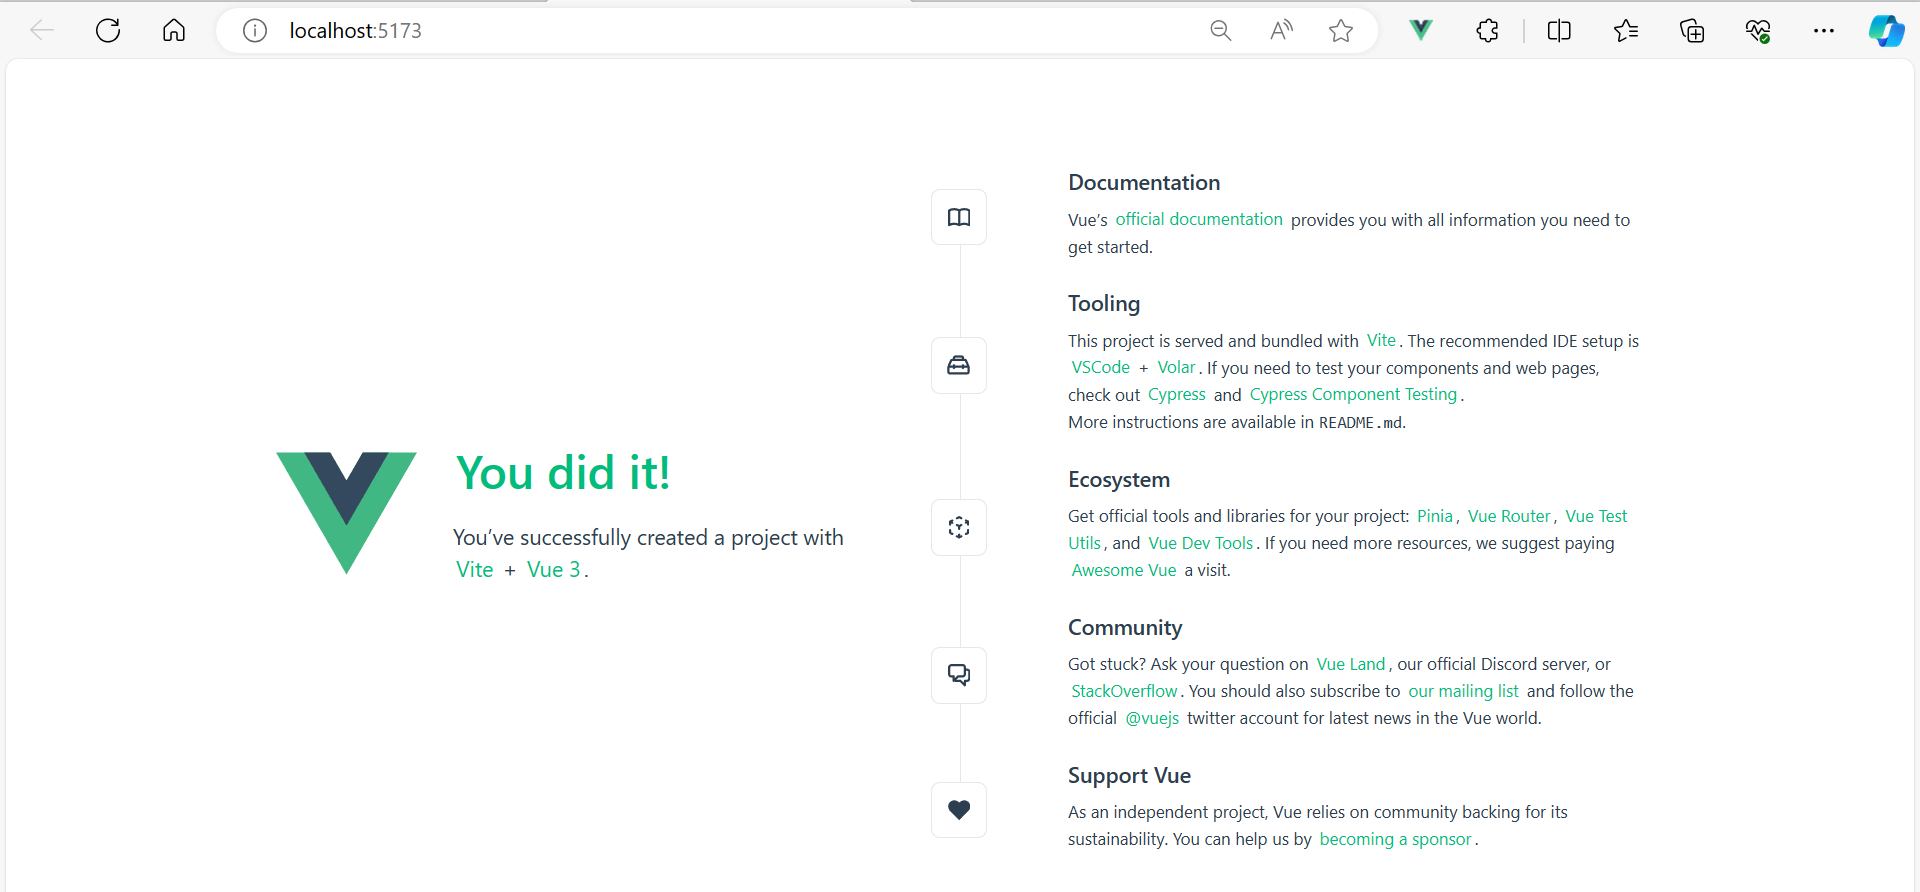 localhost:5173
You did it!
You’ve successfully created a project with
Vite + Vue 3.
Documentation
Vue’s official documentation provides you with all information you need to
get started.
Tooling
This project is served and bundled with Vite. The recommended IDE setup is
VSCode + Volar. If you need to test your components and web pages,
check out Cypress and Cypress Component Testing.
More instructions are available in README.md.
Ecosystem
Get official tools and libraries for your project: Pinia, Vue Router, Vue Test
Utils, and Vue Dev Tools. If you need more resources, we suggest paying
Awesome Vue a visit.
Community
Got stuck? Ask your question on Vue Land, our official Discord server, or
StackOverflow. You should also subscribe to our mailing list and follow the
official @vuejs twitter account for latest news in the Vue world.
Support Vue
As an independent project, Vue relies on community backing for its
sustainability. You can help us by becoming a sponsor.